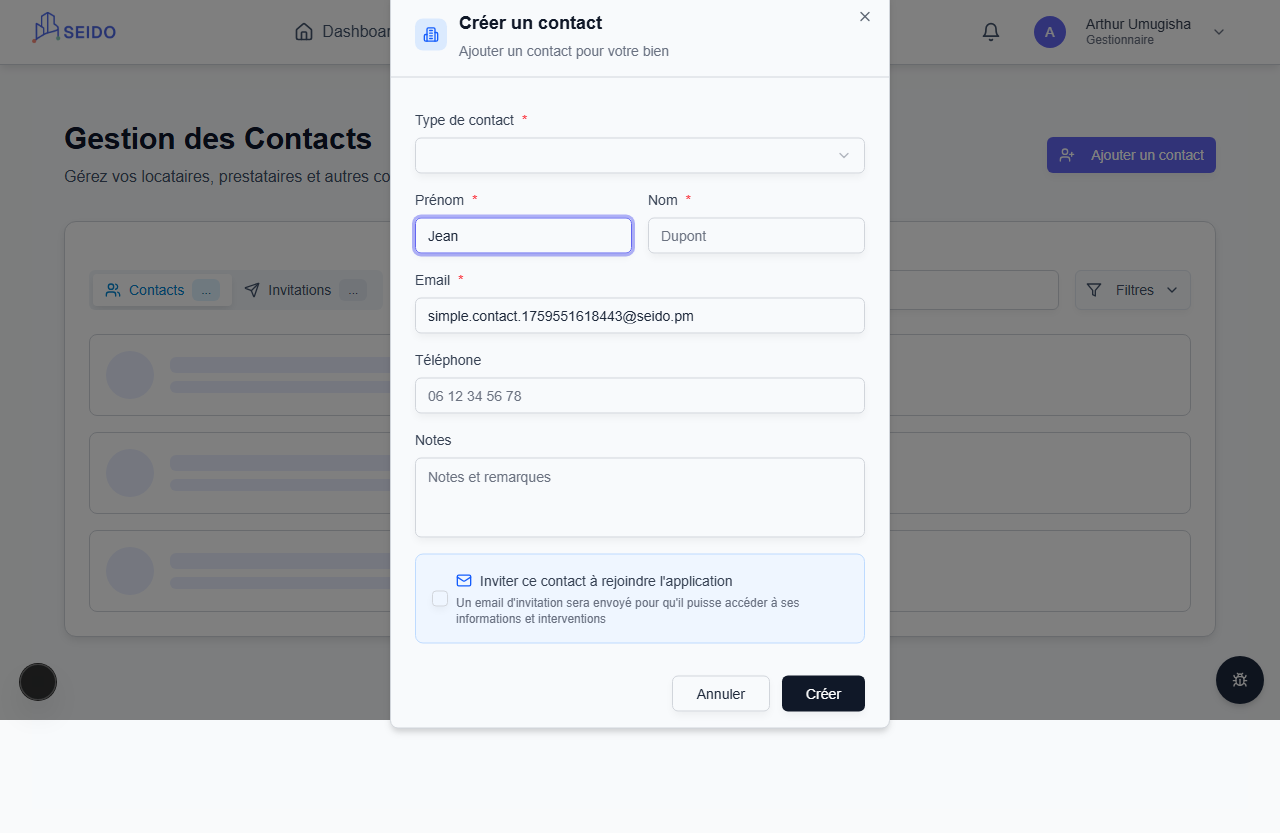 SEIDO
Dashboar
Arthur Umugisha
Gestionnaire
A
Créer un contact
Ajouter un contact pour votre bien
Gestion des Contacts
Gérez vos locataires, prestataires et autres co
Ajouter un contact
Contacts ...
Invitations ...
Filtres
Type de contact *
Prénom *
Nom *
Jean
Dupont
Email *
simple.contact.1759551618443@seido.pm
Téléphone
06 12 34 56 78
Notes
Notes et remarques
Inviter ce contact à rejoindre l'application
Un email d'invitation sera envoyé pour qu'il puisse accéder à ses
informations et interventions
Annuler
Créer